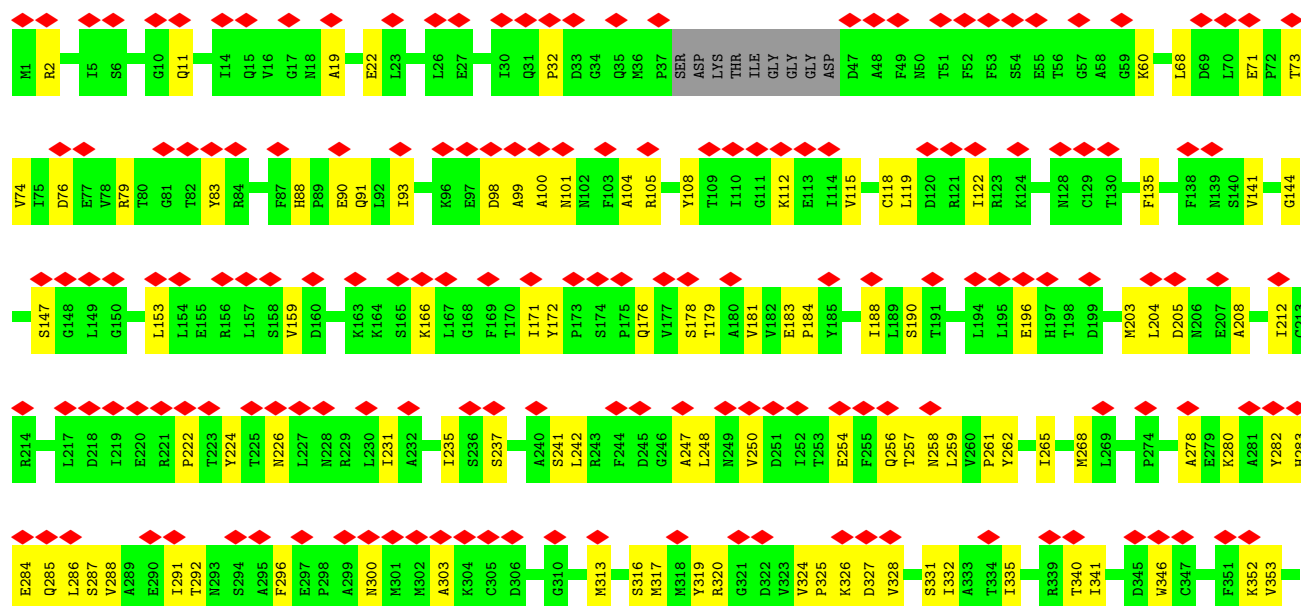 M1 R2 I5 S6 G10 Q11 I14 Q15 V16 G17 N18 A19 E22 L23 L26 E27 I30 Q31 P32 D33 G34 Q35 M36 P37 SER ASP LYS THR ILE GLY GLY GLY ASP D47 A48 F49 N50 T51 F52 F53 S54 E55 T56 G57 A58 G59 K60 L68 D69 L70 E71 P72 T73
V74 I75 D76 E77 V78 R79 T80 G81 T82 Y83 R84 F87 H88 P89 E90 Q91 L92 I93 K96 E97 D98 A99 A100 N101 N102 F103 A104 R105 Y108 T109 I110 G111 K112 E113 I114 V115 C118 L119 D120 R121 I122 R123 K124 N128 C129 T130 F135 F138 N139 S140 V141 G144
S147 G148 L149 G150 L153 L154 E155 R156 L157 S158 V159 D160 K163 K164 S165 K166 L167 G168 F169 T170 I171 Y172 P173 S174 P175 Q176 V177 S178 T179 A180 V181 V182 E183 P184 Y185 I188 L189 S190 T191 L194 L195 E196 H197 T198 D199 M203 L204 D205 N206 E207 A208 I212 C213
R214 L217 D218 I219 E220 R221 P222 T223 Y224 T225 N226 L227 N228 R229 L230 I231 A232 I235 S236 S237 A240 S241 L242 R243 F244 D245 G246 A247 L248 N249 V250 D251 I252 T253 E254 F255 Q256 T257 N258 L259 V260 P261 Y262 I265 M268 L269 P274 A278 E279 K280 A281 Y282 H283
E284 Q285 L286 S287 V288 A289 E290 I291 T292 N293 S294 A295 F296 E297 P298 A299 N300 M301 M302 A303 K304 C305 D306 G310 M313 S316 M317 M318 Y319 R320 G321 D322 V323 V324 P325 K326 D327 V328 S331 I332 A333 T334 I335 R339 T340 I341 D345 W346 C347 F351 K352 V353